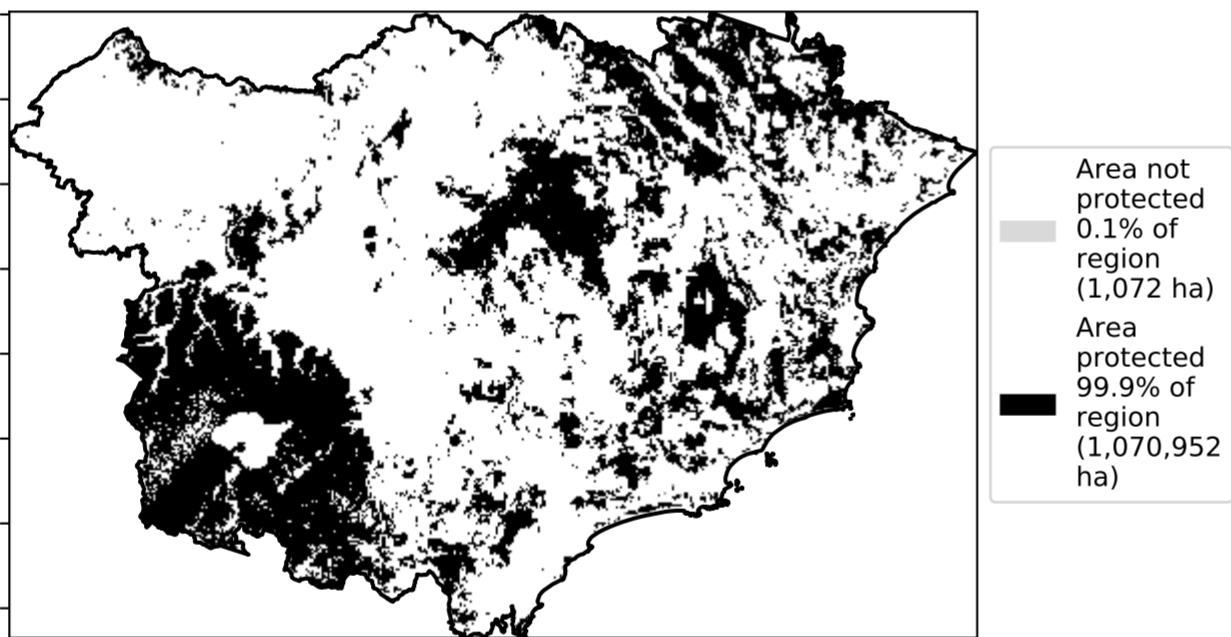 Area not
protected
0.1% of
region
(1,072 ha)
Area
protected
99.9% of
region
(1,070,952
ha)